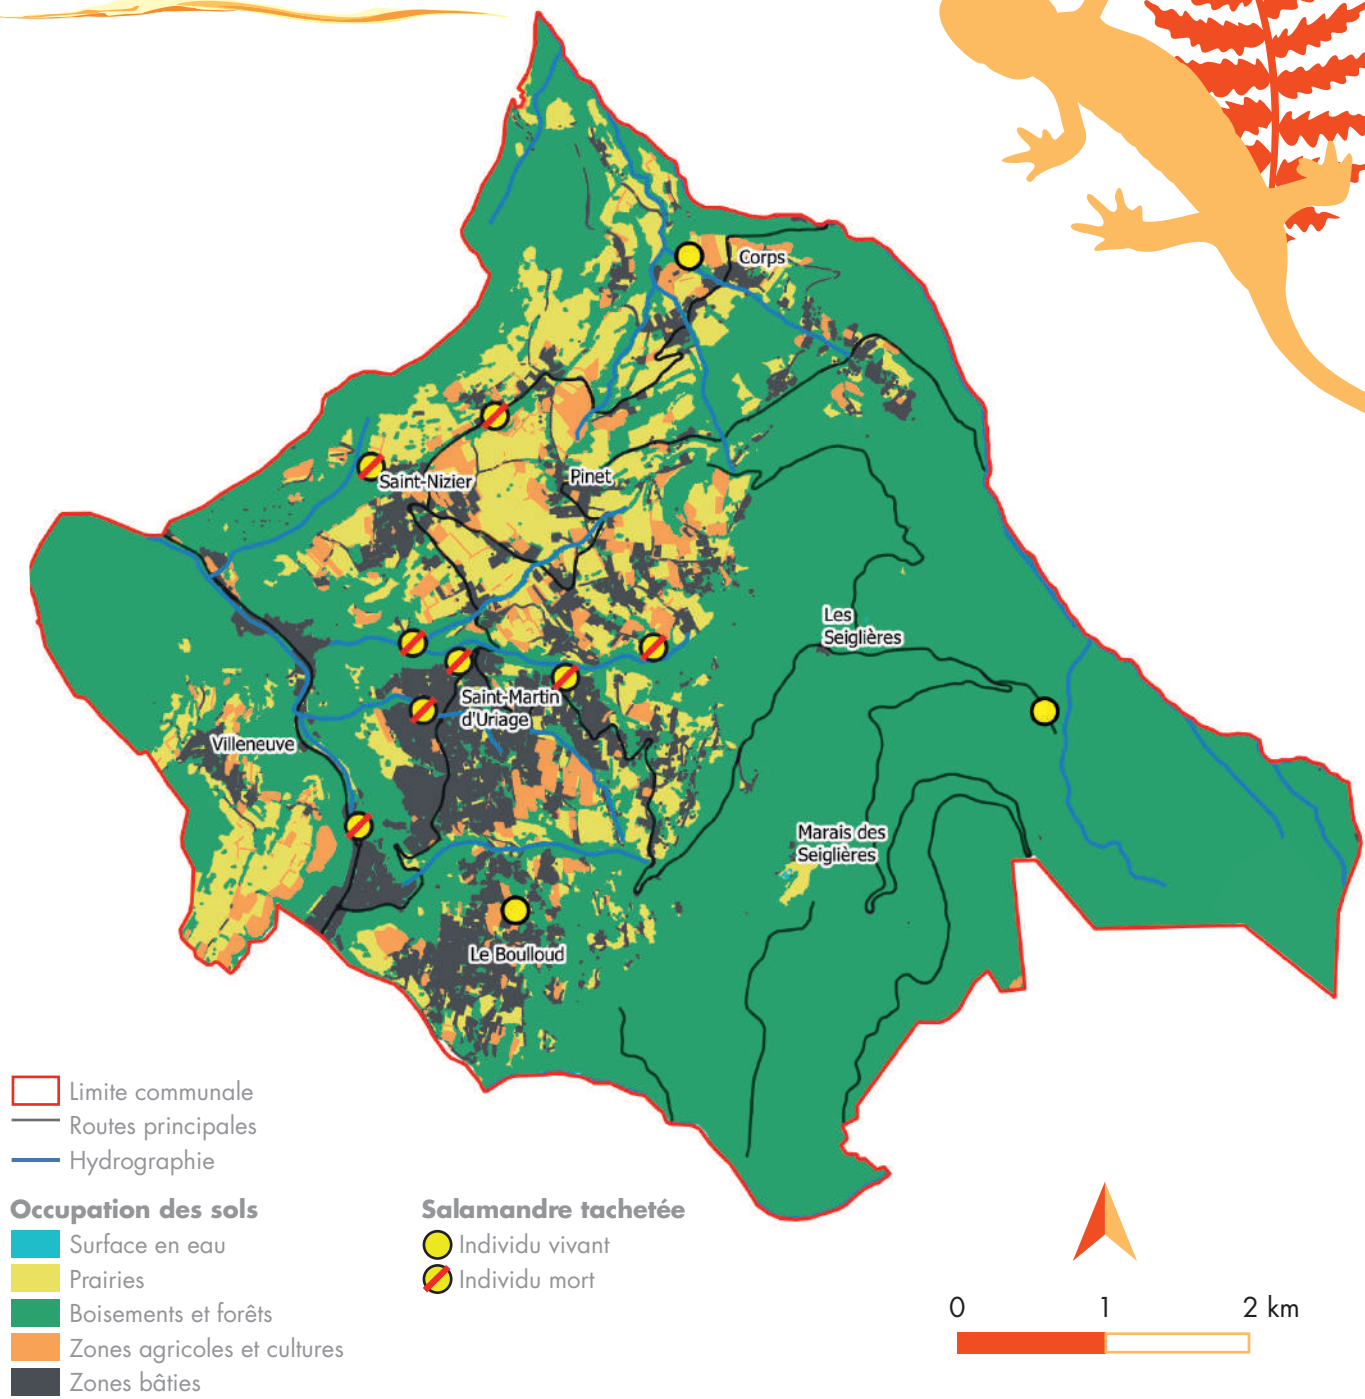 Corps
Saint-Nizier
Pinet
Les
Seiglières
Saint-Martin
d'Uriage
Villeneuve
Marais des
Seiglières
Le Boulloud
Limite communale
Routes principales
Hydrographie
Occupation des sols
Surface en eau
Prairies
Boisements et forêts
Zones agricoles et cultures
Zones bâties
Salamandre tachetée
Individu vivant
Individu mort
0 1 2 km